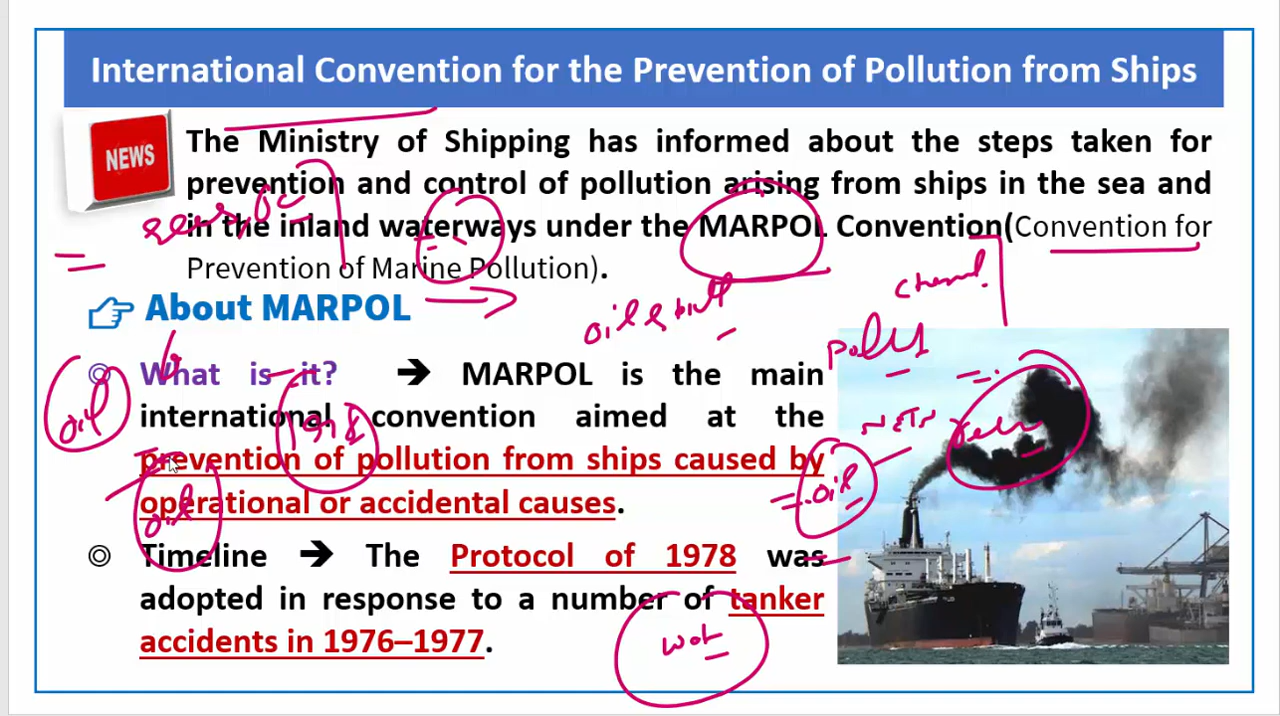 International Convention for the Prevention of Pollution from Ships
NEWS
The Ministry of Shipping has informed about the steps taken for
prevention and control of pollution arising from ships in the sea and
in the inland waterways under the MARPOL Convention(Convention for
Prevention of Marine Pollution).
About MARPOL
What is it? ➔ MARPOL is the main
international convention aimed at the
prevention of pollution from ships caused by
operational or accidental causes.
Timeline ➔ The Protocol of 1978 was
adopted in response to a number of tanker
accidents in 1976–1977.
oil
1978
oil
oil